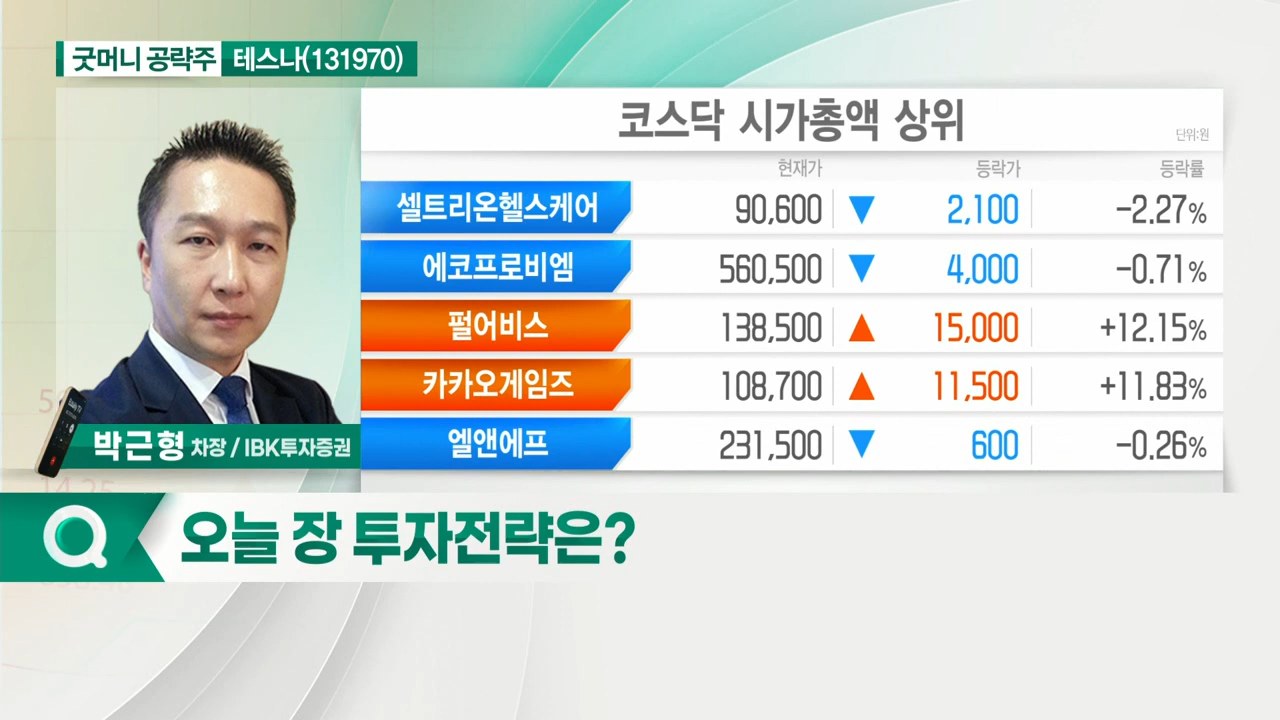 굿머니 공략주 테스나(131970)
코스닥 시가총액 상위
단위:원
현재가 등락가 등락률
셀트리온헬스케어 90,600 ▼ 2,100 -2.27%
에코프로비엠 560,500 ▼ 4,000 -0.71%
펄어비스 138,500 ▲ 15,000 +12.15%
카카오게임즈 108,700 ▲ 11,500 +11.83%
엘앤에프 231,500 ▼ 600 -0.26%
박근형 차장 / IBK투자증권
오늘 장 투자전략은?